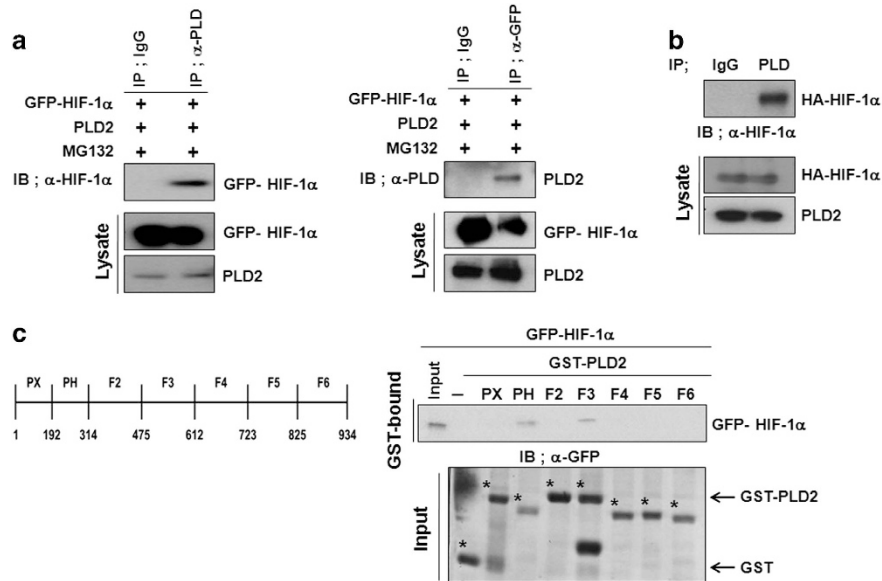 a
IP ; IgG
IP ; α-PLD
GFP-HIF-1α + +
PLD2 + +
MG132 + +
IB ; α-HIF-1α
GFP- HIF-1α
Lysate
GFP- HIF-1α
PLD2
IP ; IgG
IP ; α-GFP
GFP-HIF-1α + +
PLD2 + +
MG132 + +
IB ; α-PLD
PLD2
Lysate
GFP- HIF-1α
PLD2
b
IP; IgG PLD
HA-HIF-1α
IB ; α-HIF-1α
Lysate
HA-HIF-1α
PLD2
c
PX PH F2 F3 F4 F5 F6
1 192 314 475 612 723 825 934
GFP-HIF-1α
GST-PLD2
Input – PX PH F2 F3 F4 F5 F6
GST-bound
GFP- HIF-1α
IB ; α-GFP
Input
* * * * * * * *
← GST-PLD2
← GST